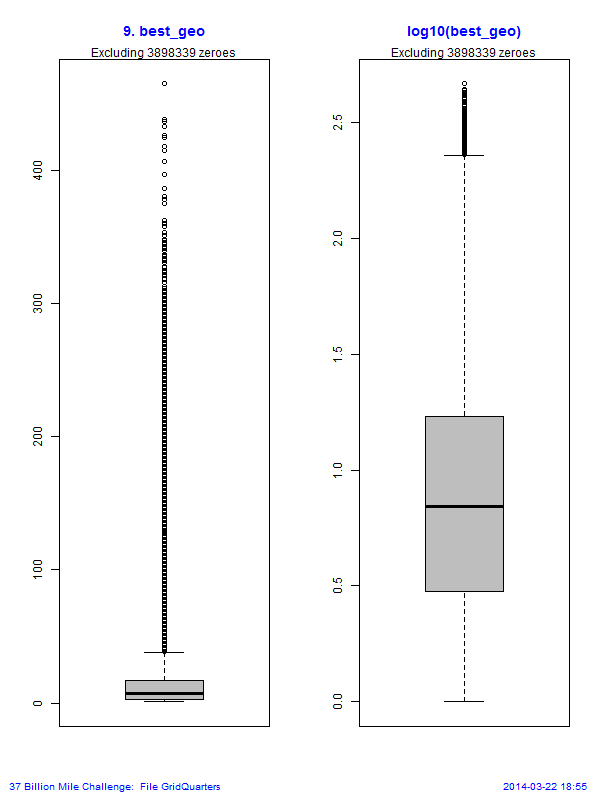 9. best_geo
Excluding 3898339 zeroes
400
300
200
100
0
log10(best_geo)
Excluding 3898339 zeroes
2.5
2.0
1.5
1.0
0.5
0.0
37 Billion Mile Challenge: File GridQuarters
2014-03-22 18:55